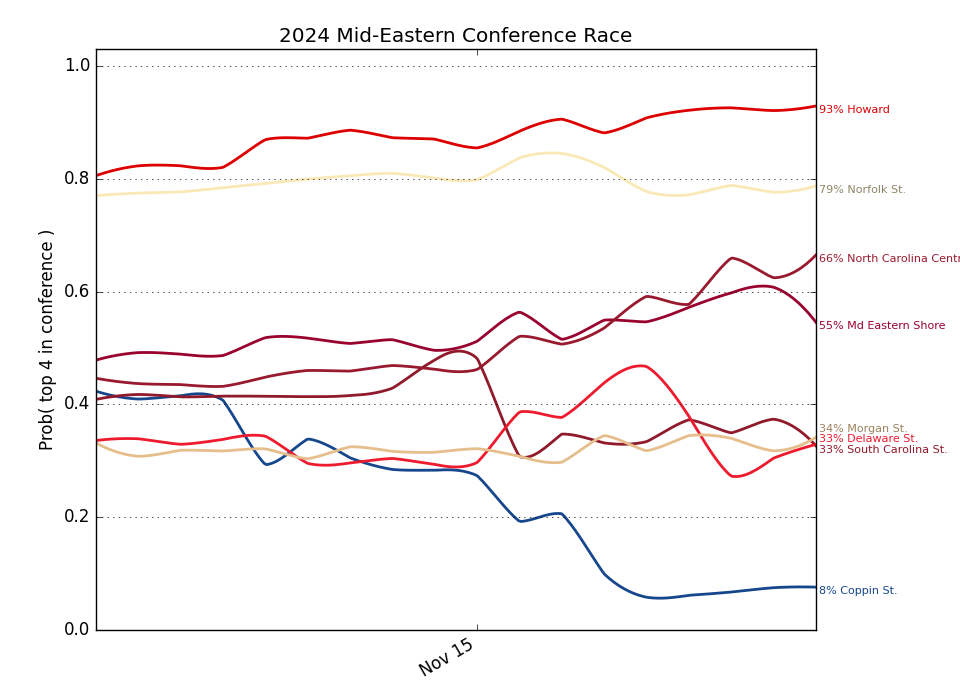 2024 Mid-Eastern Conference Race
1.0
0.8
0.6
0.4
0.2
0.0
Prob( top 4 in conference )
Nov 15
93% Howard
79% Norfolk St.
66% North Carolina Centr
55% Md Eastern Shore
34% Morgan St.
33% Delaware St.
33% South Carolina St.
8% Coppin St.